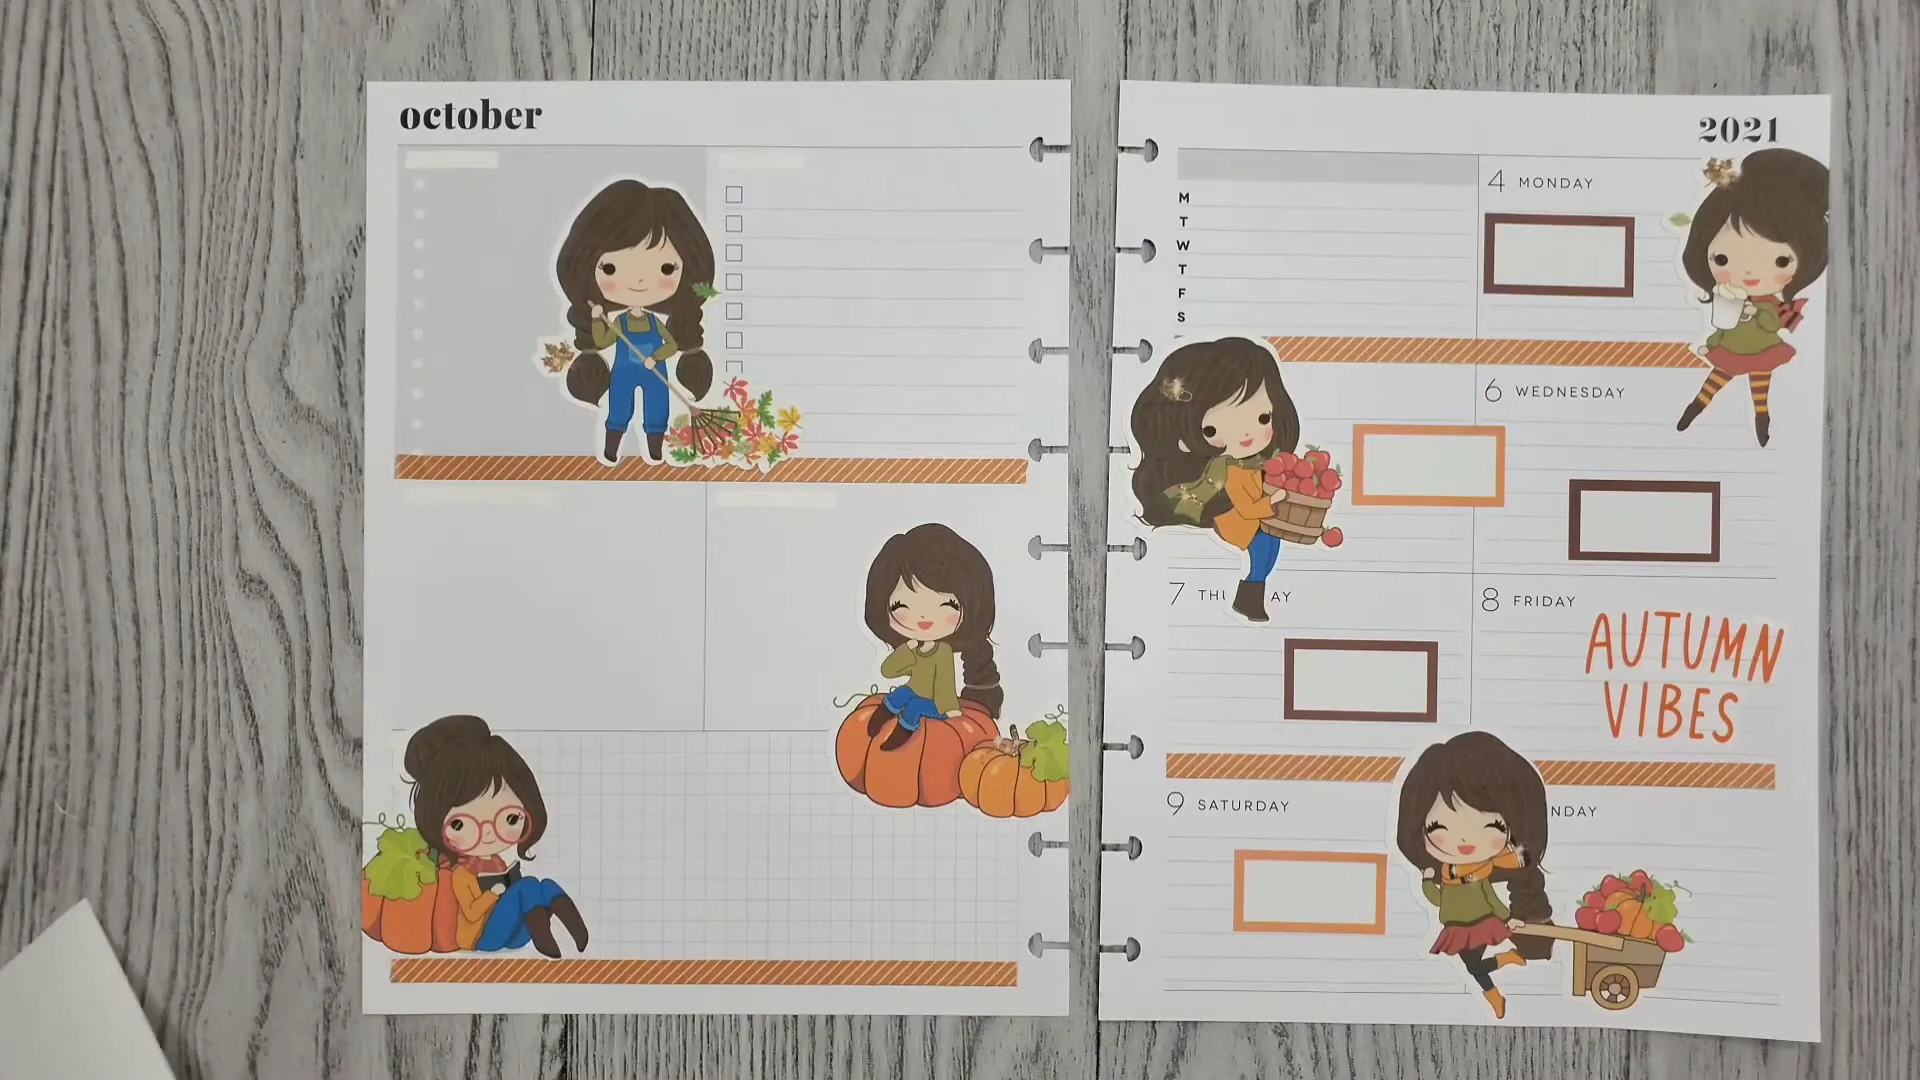 october
2021
M
T
W
T
F
S
4 MONDAY
6 WEDNESDAY
7 THU AY
8 FRIDAY
AUTUMN
VIBES
9 SATURDAY
NDAY